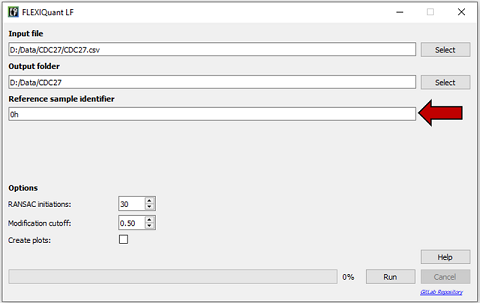 FLEXIQuant LF
Input file
D:/Data/CDC27/CDC27.csv
Select
Output folder
D:/Data/CDC27
Select
Reference sample identifier
0h
Options
RANSAC initiations:
30
Modification cutoff:
0.50
Create plots:
Help
0%
Run
Cancel
GitLab Repository